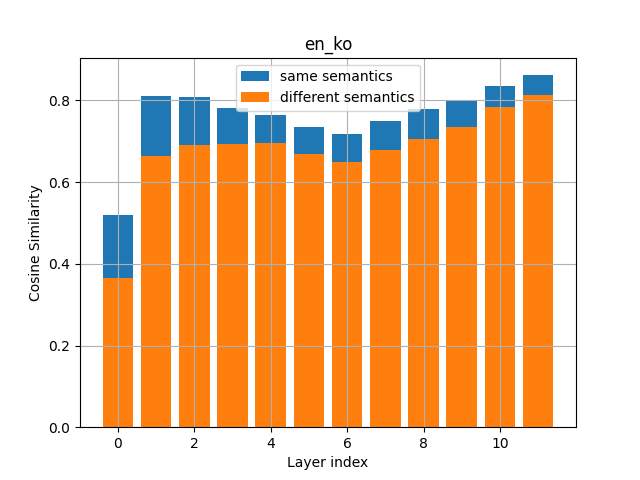 en_ko
same semantics
different semantics
Cosine Similarity
0.8
0.6
0.4
0.2
0.0
0 2 4 6 8 10
Layer index